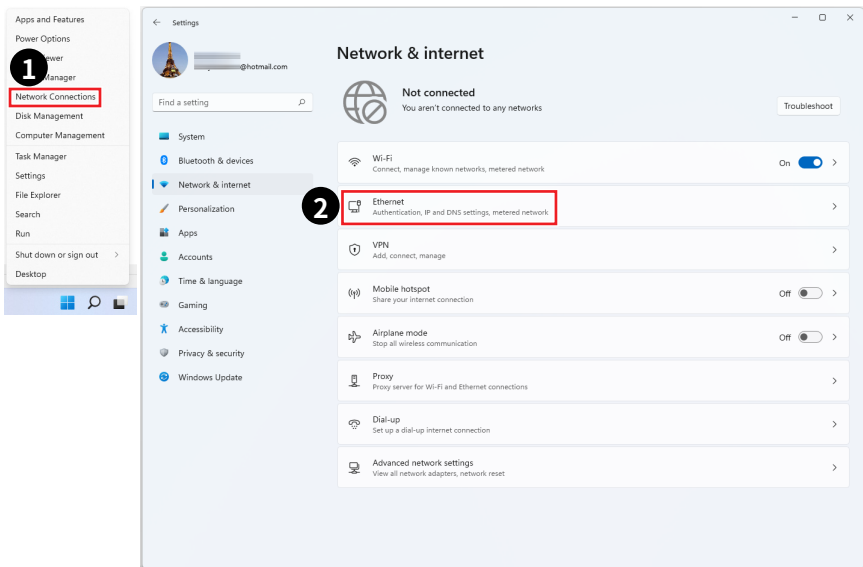 Apps and Features
Power Options
Manager
Network Connections
Disk Management
Computer Management
Task Manager
Settings
File Explorer
Search
Run
Shut down or sign out
Desktop
1
Settings
@hotmail.com
Find a setting
System
Bluetooth & devices
Network & internet
Personalization
Apps
Accounts
Time & language
Gaming
Accessibility
Privacy & security
Windows Update
Network & internet
Not connected
You aren't connected to any networks
Troubleshoot
Wi-Fi
Connect, manage known networks, metered network
On
2
Ethernet
Authentication, IP and DNS settings, metered network
VPN
Add, connect, manage
Mobile hotspot
Share your internet connection
Off
Airplane mode
Stop all wireless communication
Off
Proxy
Proxy server for Wi-Fi and Ethernet connections
Dial-up
Set up a dial-up internet connection
Advanced network settings
View all network adapters, network reset